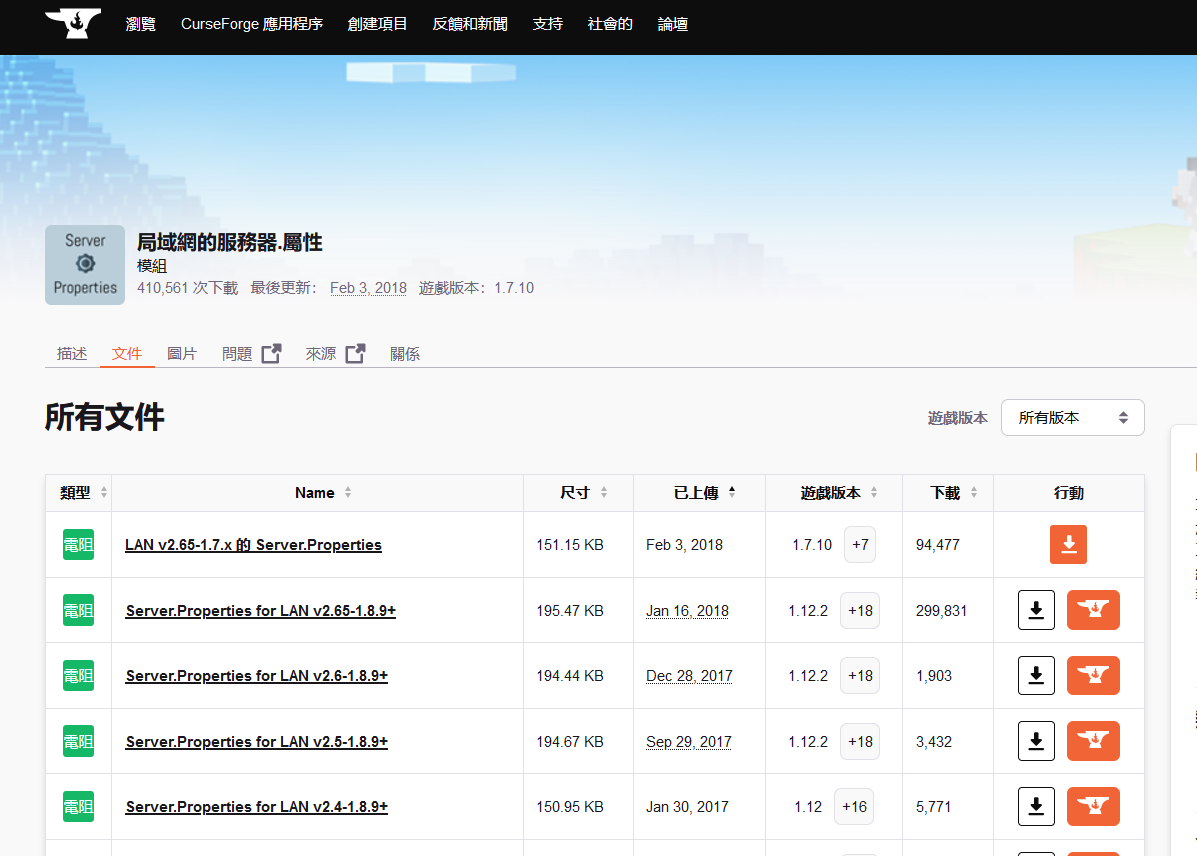 瀏覽 CurseForge 應用程序 創建項目 反饋和新聞 支持 社會的 論壇
Server
Properties
局域網的服務器.屬性
模組
410,561 次下載 最後更新： Feb 3, 2018 遊戲版本：1.7.10
描述 文件 圖片 問題 來源 關係
所有文件
遊戲版本 所有版本
類型 Name 尺寸 已上傳 遊戲版本 下載 行動
電阻 LAN v2.65-1.7.x 的 Server.Properties 151.15 KB Feb 3, 2018 1.7.10 +7 94,477
電阻 Server.Properties for LAN v2.65-1.8.9+ 195.47 KB Jan 16, 2018 1.12.2 +18 299,831
電阻 Server.Properties for LAN v2.6-1.8.9+ 194.44 KB Dec 28, 2017 1.12.2 +18 1,903
電阻 Server.Properties for LAN v2.5-1.8.9+ 194.67 KB Sep 29, 2017 1.12.2 +18 3,432
電阻 Server.Properties for LAN v2.4-1.8.9+ 150.95 KB Jan 30, 2017 1.12 +16 5,771